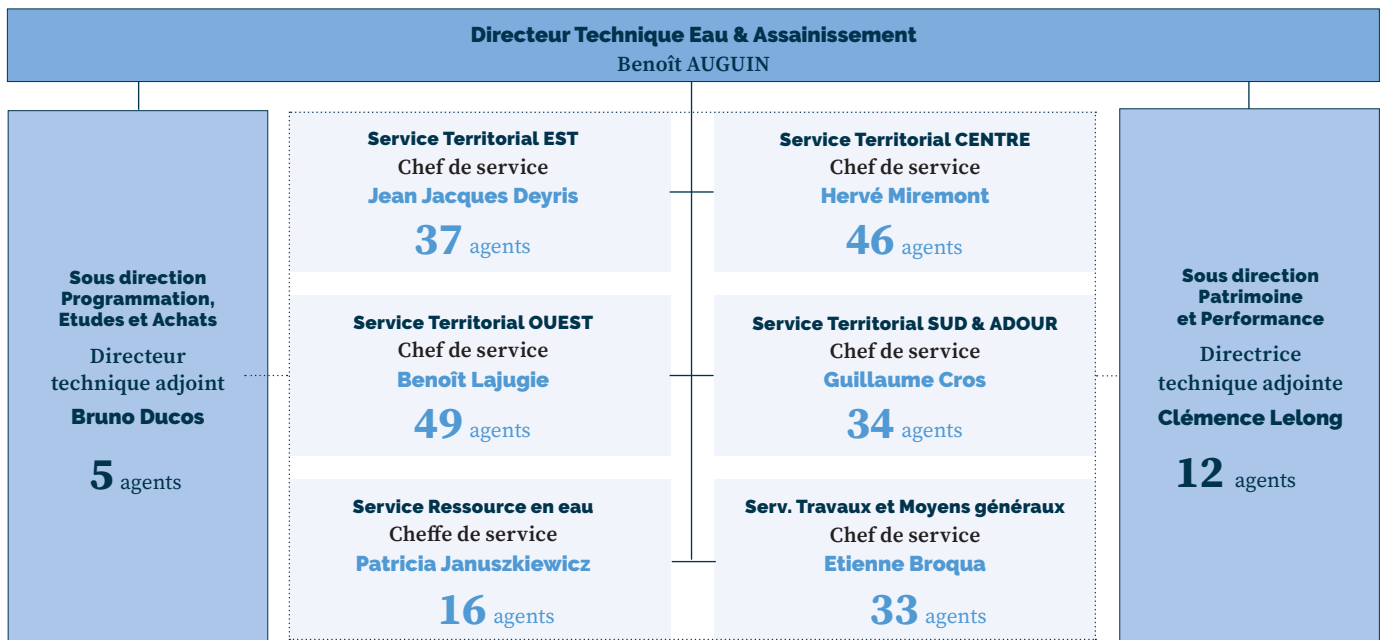 Directeur Technique Eau & Assainissement
Benoît AUGUIN
Sous direction
Programmation,
Etudes et Achats
Directeur
technique adjoint
Bruno Ducos
5 agents
Service Territorial EST
Chef de service
Jean Jacques Deyris
37 agents
Service Territorial CENTRE
Chef de service
Hervé Miremont
46 agents
Service Territorial OUEST
Chef de service
Benoît Lajugie
49 agents
Service Territorial SUD & ADOUR
Chef de service
Guillaume Cros
34 agents
Service Ressource en eau
Cheffe de service
Patricia Januszkiewicz
16 agents
Serv. Travaux et Moyens généraux
Chef de service
Etienne Broqua
33 agents
Sous direction
Patrimoine
et Performance
Directrice
technique adjointe
Clémence Lelong
12 agents